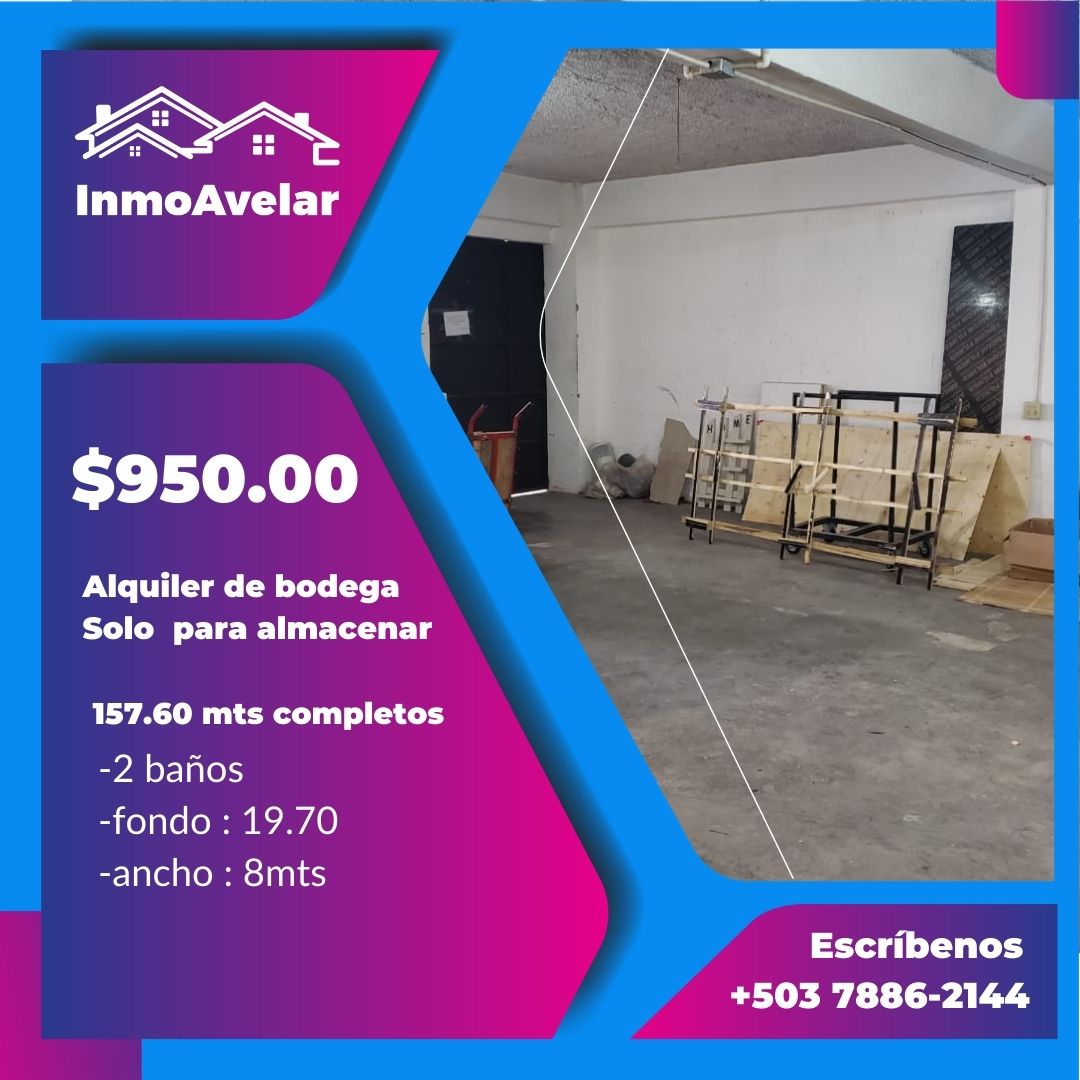 InmoAvelar
$950.00
Alquiler de bodega
Solo para almacenar
157.60 mts completos
-2 baños
-fondo : 19.70
-ancho : 8mts
HOME
Escríbenos
+503 7886-2144